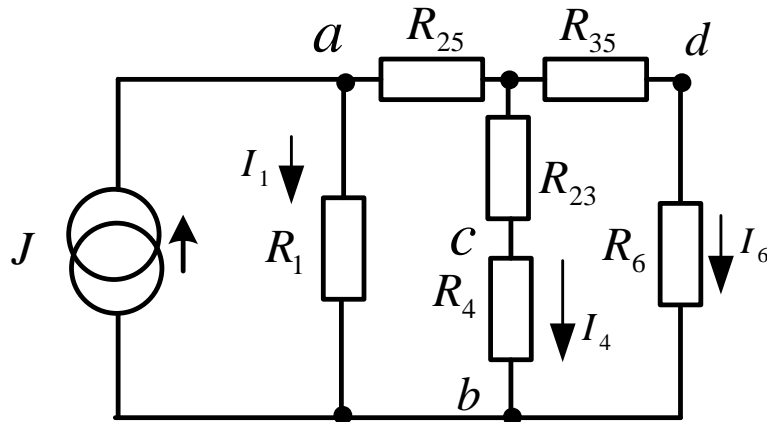 a R₂₅ R₃₅ d
I₁ R₂₃
J R₁ c R₆ I₆
R₄ I₄
b